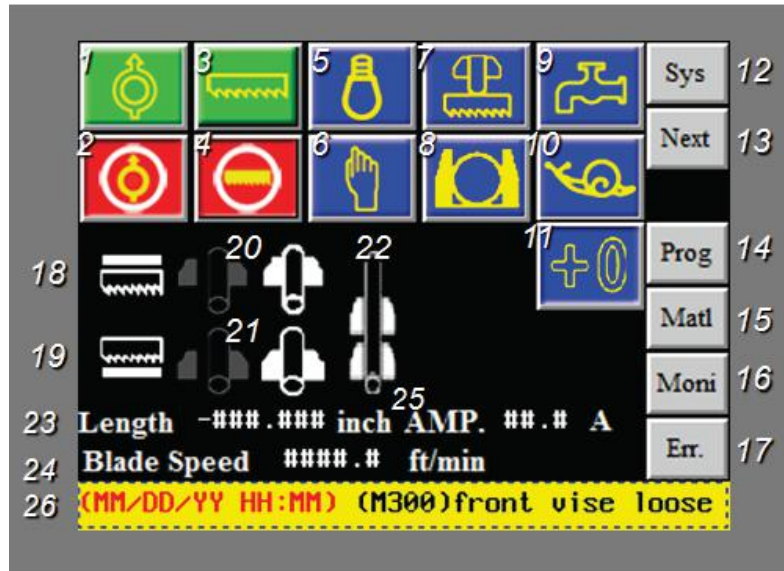 1 3 5 7 9 Sys 12
2 4 6 8 10 Next 13
11 Prog 14
18 20 22 Matl 15
19 21 Moni 16
25
23 Length -###.### inch AMP. ##.# A Err. 17
24 Blade Speed ####.# ft/min
26 (MM/DD/YY HH:MM) (M300)front vise loose
+0